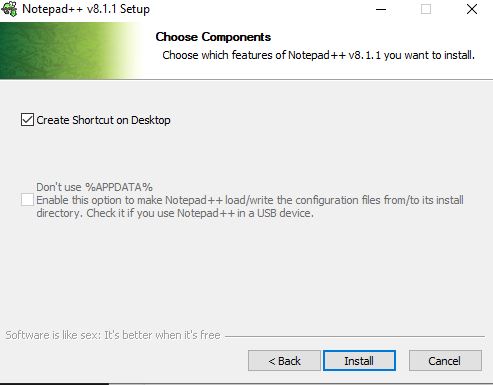 Notepad++ v8.1.1 Setup
Choose Components
Choose which features of Notepad++ v8.1.1 you want to install.
Create Shortcut on Desktop
Don't use %APPDATA%
Enable this option to make Notepad++ load/write the configuration files from/to its install
directory. Check it if you use Notepad++ in a USB device.
Software is like sex: It's better when it's free
< Back Install Cancel